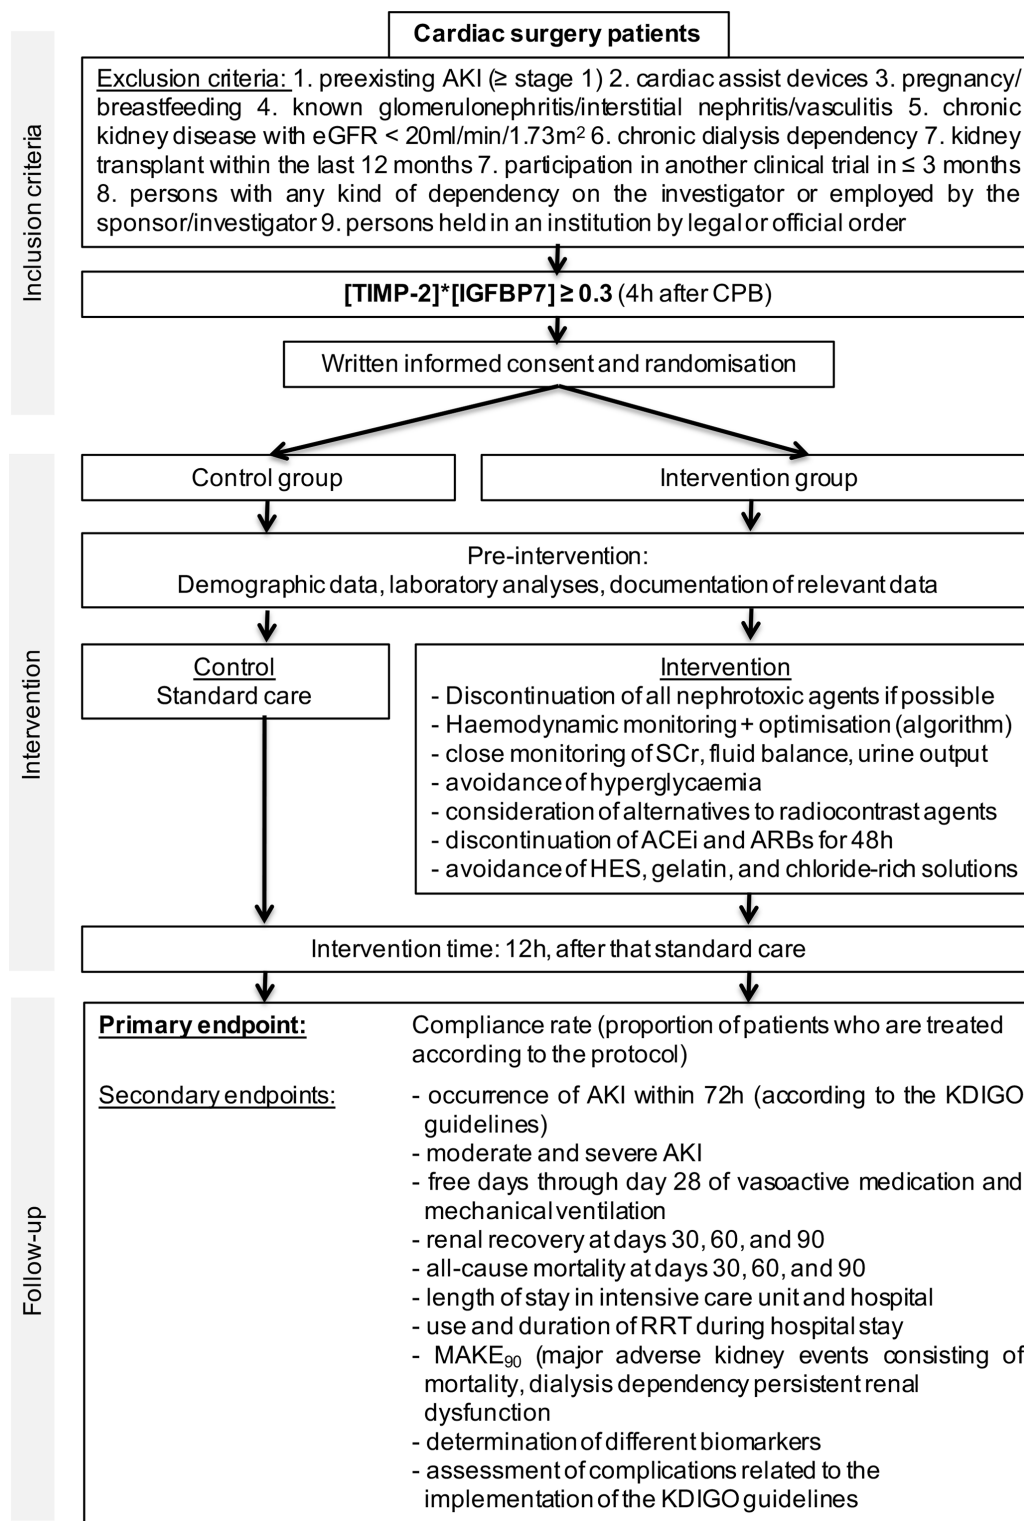 Cardiac surgery patients
Inclusion criteria
Exclusion criteria: 1. preexisting AKI (≥ stage 1) 2. cardiac assist devices 3. pregnancy/
breastfeeding 4. known glomerulonephritis/interstitial nephritis/vasculitis 5. chronic
kidney disease with eGFR < 20ml/min/1.73m² 6. chronic dialysis dependency 7. kidney
transplant within the last 12 months 7. participation in another clinical trial in ≤ 3 months
8. persons with any kind of dependency on the investigator or employed by the
sponsor/investigator 9. persons held in an institution by legal or official order
[TIMP-2]*[IGFBP7] ≥ 0.3 (4h after CPB)
Written informed consent and randomisation
Intervention
Control group
Intervention group
Pre-intervention:
Demographic data, laboratory analyses, documentation of relevant data
Control
Standard care
Intervention
- Discontinuation of all nephrotoxic agents if possible
- Haemodynamic monitoring + optimisation (algorithm)
- close monitoring of SCr, fluid balance, urine output
- avoidance of hyperglycaemia
- consideration of alternatives to radiocontrast agents
- discontinuation of ACEi and ARBs for 48h
- avoidance of HES, gelatin, and chloride-rich solutions
Intervention time: 12h, after that standard care
Follow-up
Primary endpoint: Compliance rate (proportion of patients who are treated
according to the protocol)
Secondary endpoints: - occurrence of AKI within 72h (according to the KDIGO
guidelines)
- moderate and severe AKI
- free days through day 28 of vasoactive medication and
mechanical ventilation
- renal recovery at days 30, 60, and 90
- all-cause mortality at days 30, 60, and 90
- length of stay in intensive care unit and hospital
- use and duration of RRT during hospital stay
- MAKE₉₀ (major adverse kidney events consisting of
mortality, dialysis dependency persistent renal
dysfunction
- determination of different biomarkers
- assessment of complications related to the
implementation of the KDIGO guidelines